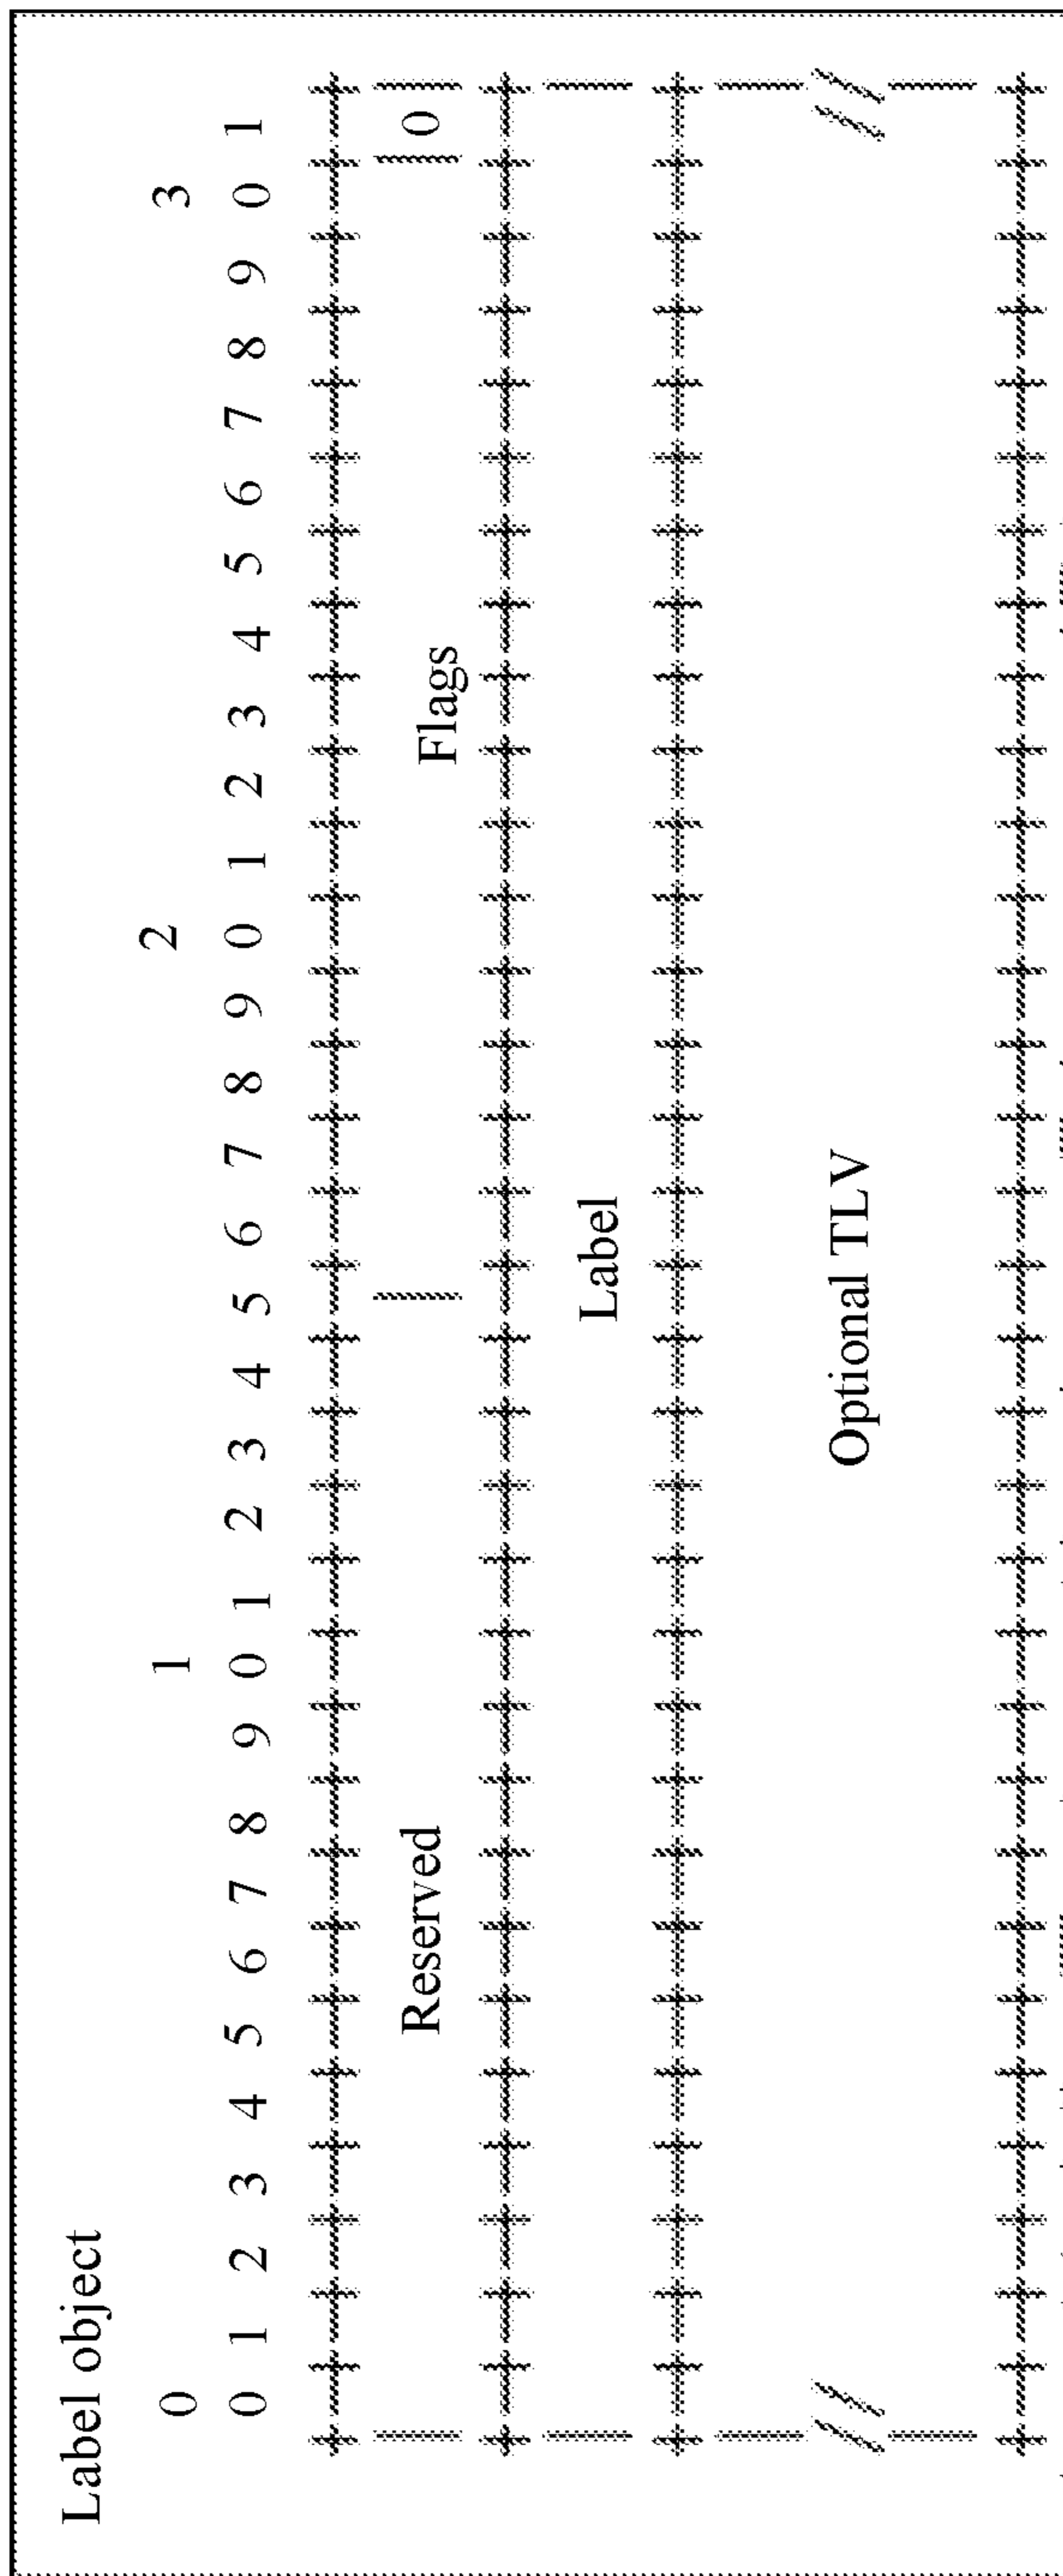 Label object
0 1 2 3
0 1 2 3 4 5 6 7 8 9 0 1 2 3 4 5 6 7 8 9 0 1 2 3 4 5 6 7 8 9 0 1
Reserved | Flags | 0
Label
// Optional TLV //